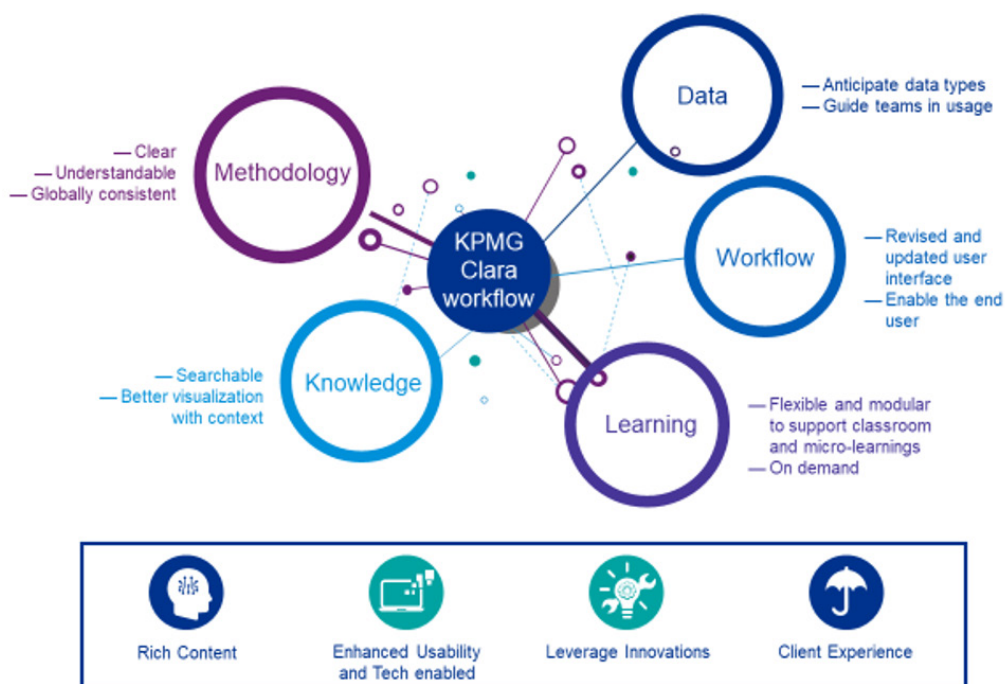 Data
— Anticipate data types
— Guide teams in usage
Methodology
— Clear
— Understandable
— Globally consistent
KPMG
Clara
workflow
Workflow
— Revised and
updated user
interface
— Enable the end
user
Knowledge
— Searchable
— Better visualization
with context
Learning
— Flexible and modular
to support classroom
and micro-learnings
— On demand
Rich Content
Enhanced Usability
and Tech enabled
Leverage Innovations
Client Experience